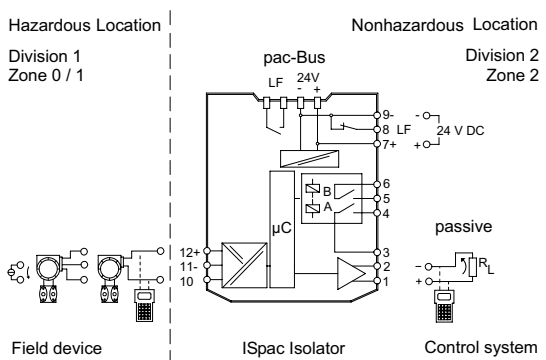 Hazardous Location
Nonhazardous Location
Division 1
Zone 0 / 1
Division 2
Zone 2
pac-Bus
LF
24V
- +
9-
8 LF
7+
-
+
24 V DC
B
A
6
5
4
µC
3
2
1
12+
11-
10
passive
–
+
RL
Field device
ISpac Isolator
Control system